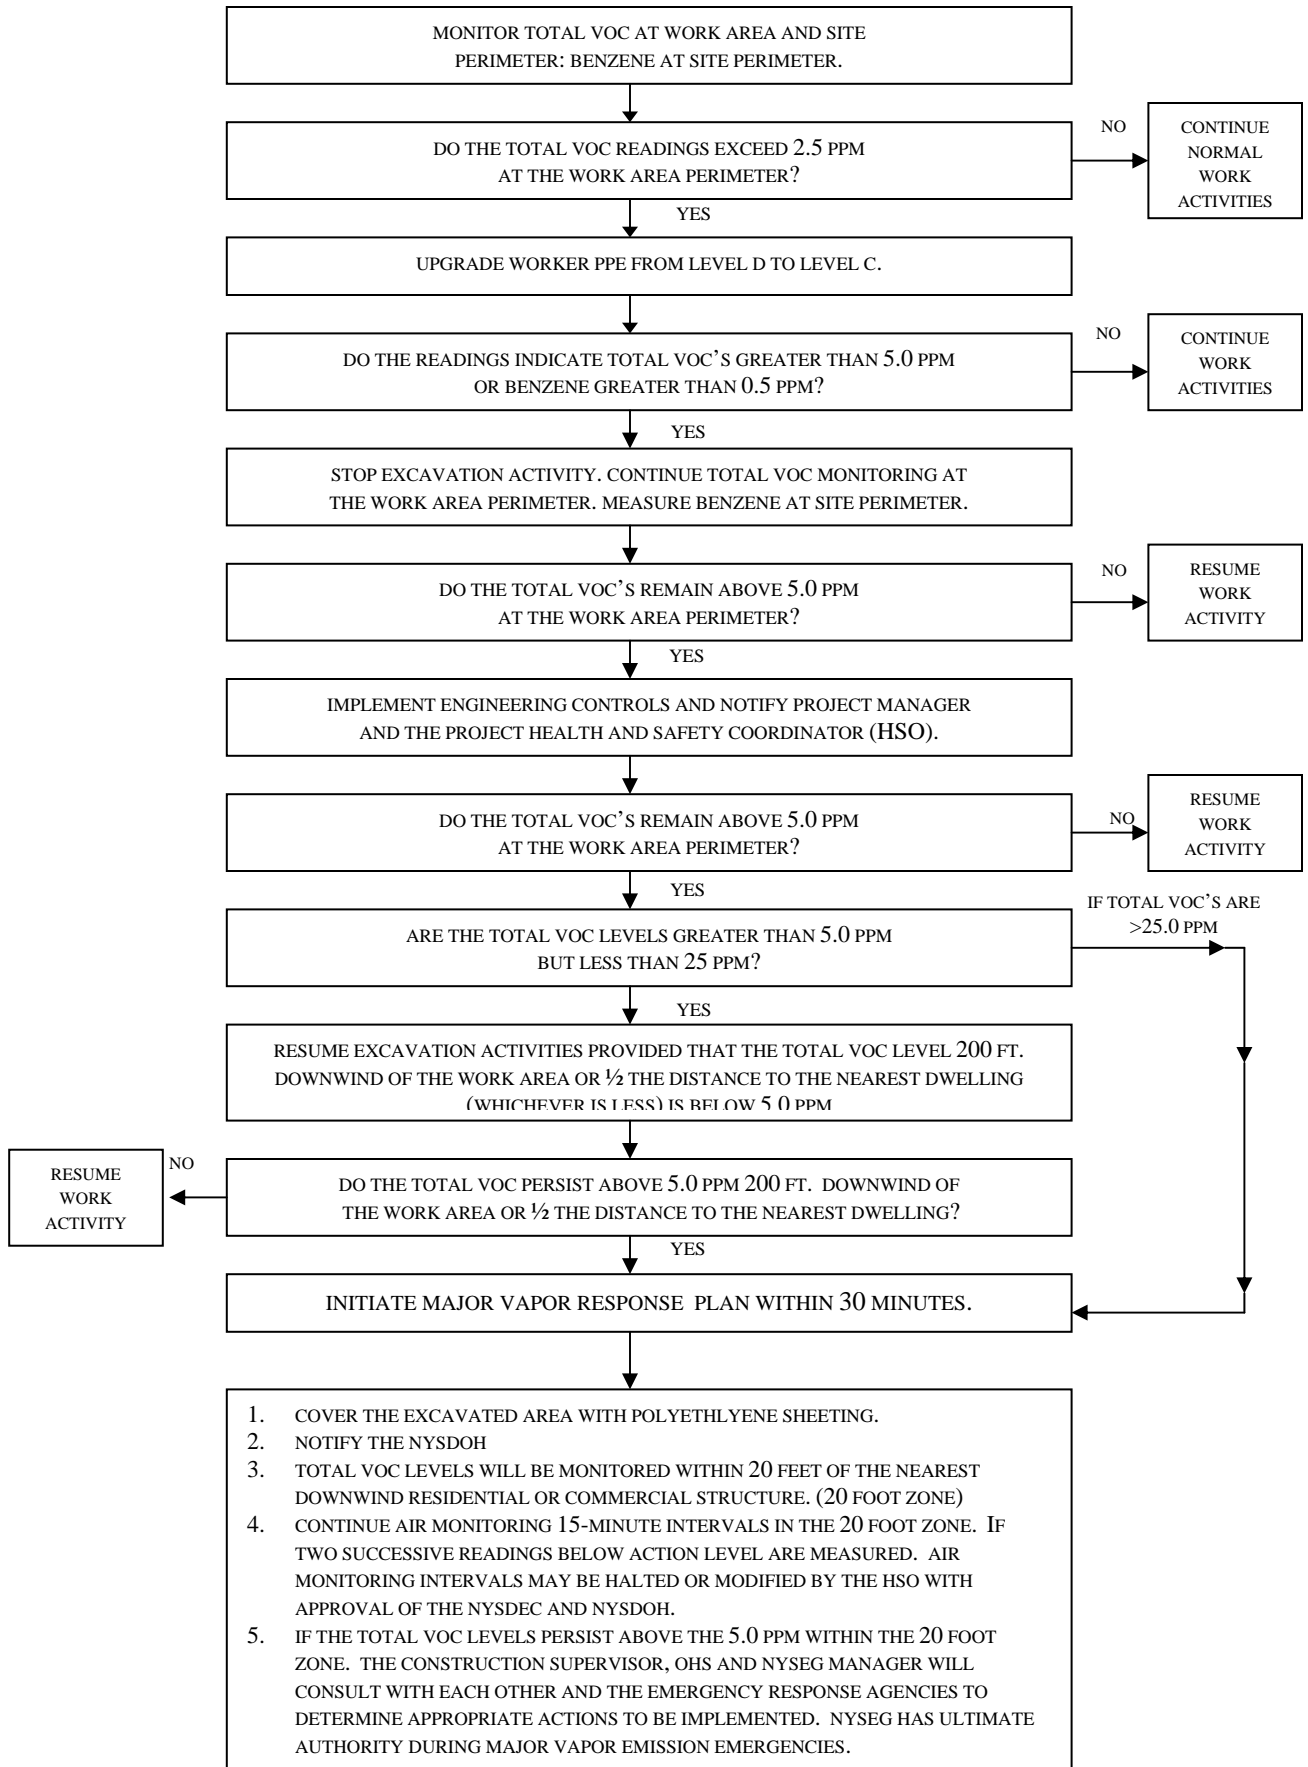 MONITOR TOTAL VOC AT WORK AREA AND SITE
PERIMETER: BENZENE AT SITE PERIMETER.
DO THE TOTAL VOC READINGS EXCEED 2.5 PPM
AT THE WORK AREA PERIMETER?
NO
CONTINUE
NORMAL
WORK
ACTIVITIES
YES
UPGRADE WORKER PPE FROM LEVEL D TO LEVEL C.
DO THE READINGS INDICATE TOTAL VOC'S GREATER THAN 5.0 PPM
OR BENZENE GREATER THAN 0.5 PPM?
NO
CONTINUE
WORK
ACTIVITIES
YES
STOP EXCAVATION ACTIVITY. CONTINUE TOTAL VOC MONITORING AT
THE WORK AREA PERIMETER. MEASURE BENZENE AT SITE PERIMETER.
DO THE TOTAL VOC'S REMAIN ABOVE 5.0 PPM
AT THE WORK AREA PERIMETER?
NO
RESUME
WORK
ACTIVITY
YES
IMPLEMENT ENGINEERING CONTROLS AND NOTIFY PROJECT MANAGER
AND THE PROJECT HEALTH AND SAFETY COORDINATOR (HSO).
DO THE TOTAL VOC'S REMAIN ABOVE 5.0 PPM
AT THE WORK AREA PERIMETER?
NO
RESUME
WORK
ACTIVITY
YES
ARE THE TOTAL VOC LEVELS GREATER THAN 5.0 PPM
BUT LESS THAN 25 PPM?
IF TOTAL VOC'S ARE
>25.0 PPM
YES
RESUME EXCAVATION ACTIVITIES PROVIDED THAT THE TOTAL VOC LEVEL 200 FT.
DOWNWIND OF THE WORK AREA OR ½ THE DISTANCE TO THE NEAREST DWELLING
(WHICHEVER IS LESS) IS BELOW 5.0 PPM
DO THE TOTAL VOC PERSIST ABOVE 5.0 PPM 200 FT. DOWNWIND OF
THE WORK AREA OR ½ THE DISTANCE TO THE NEAREST DWELLING?
NO
RESUME
WORK
ACTIVITY
YES
INITIATE MAJOR VAPOR RESPONSE PLAN WITHIN 30 MINUTES.
1. COVER THE EXCAVATED AREA WITH POLYETHLYENE SHEETING.
2. NOTIFY THE NYSDOH
3. TOTAL VOC LEVELS WILL BE MONITORED WITHIN 20 FEET OF THE NEAREST
DOWNWIND RESIDENTIAL OR COMMERCIAL STRUCTURE. (20 FOOT ZONE)
4. CONTINUE AIR MONITORING 15-MINUTE INTERVALS IN THE 20 FOOT ZONE. IF
TWO SUCCESSIVE READINGS BELOW ACTION LEVEL ARE MEASURED. AIR
MONITORING INTERVALS MAY BE HALTED OR MODIFIED BY THE HSO WITH
APPROVAL OF THE NYSDEC AND NYSDOH.
5. IF THE TOTAL VOC LEVELS PERSIST ABOVE THE 5.0 PPM WITHIN THE 20 FOOT
ZONE. THE CONSTRUCTION SUPERVISOR, OHS AND NYSEG MANAGER WILL
CONSULT WITH EACH OTHER AND THE EMERGENCY RESPONSE AGENCIES TO
DETERMINE APPROPRIATE ACTIONS TO BE IMPLEMENTED. NYSEG HAS ULTIMATE
AUTHORITY DURING MAJOR VAPOR EMISSION EMERGENCIES.